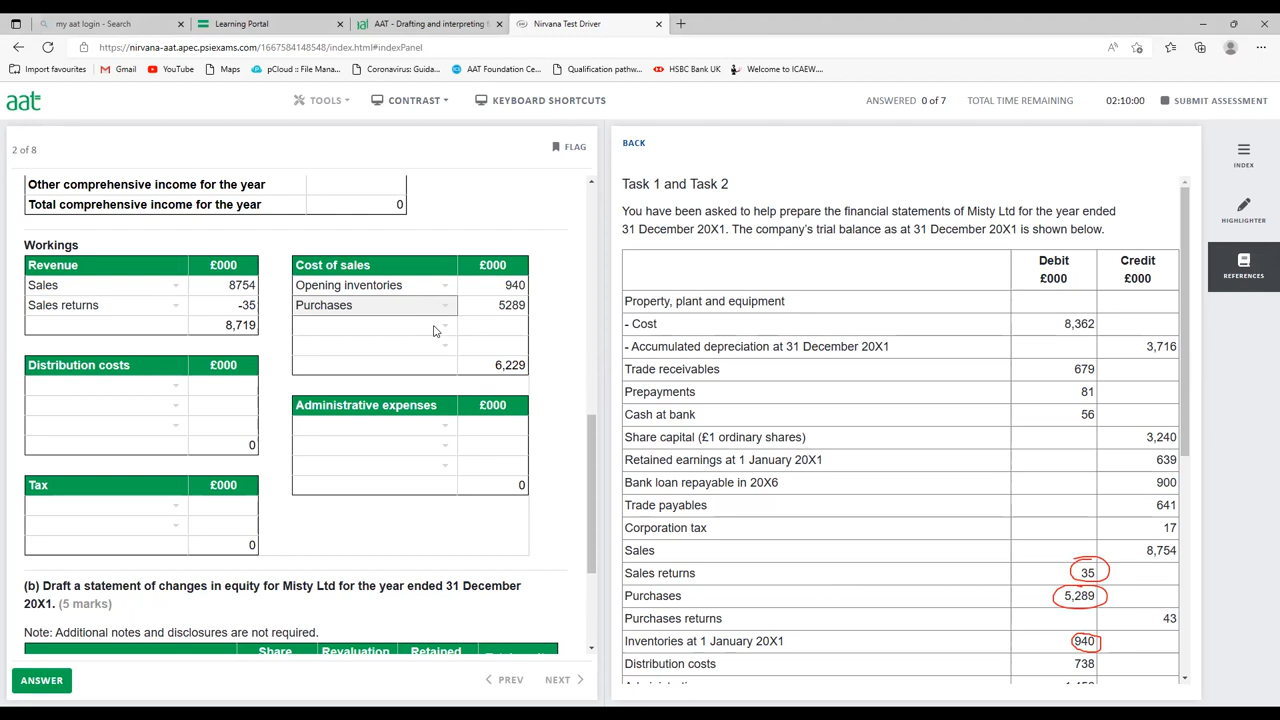 my aat login - Search
Learning Portal
AAT - Drafting and interpreting f
Nirvana Test Driver
https://nirvana-aat.apec.psiexams.com/1667584148548/index.html#indexPanel
Import favourites
Gmail
YouTube
Maps
pCloud :: File Mana...
Coronavirus: Guida...
AAT Foundation Ce...
Qualification pathw...
HSBC Bank UK
Welcome to ICAEW....
aat
TOOLS
CONTRAST
KEYBOARD SHORTCUTS
ANSWERED 0 of 7
TOTAL TIME REMAINING 02:10:00
SUBMIT ASSESSMENT
2 of 8
FLAG
Other comprehensive income for the year
Total comprehensive income for the year 0
Workings
Revenue £000
Sales 8754
Sales returns -35
8,719
Cost of sales £000
Opening inventories 940
Purchases 5289
6,229
Distribution costs £000
0
Administrative expenses £000
0
Tax £000
0
(b) Draft a statement of changes in equity for Misty Ltd for the year ended 31 December
20X1. (5 marks)
Note: Additional notes and disclosures are not required.
Share Revaluation Retained
ANSWER
PREV
NEXT
BACK
Task 1 and Task 2
You have been asked to help prepare the financial statements of Misty Ltd for the year ended
31 December 20X1. The company's trial balance as at 31 December 20X1 is shown below.
Debit Credit
£000 £000
Property, plant and equipment
- Cost 8,362
- Accumulated depreciation at 31 December 20X1 3,716
Trade receivables 679
Prepayments 81
Cash at bank 56
Share capital (£1 ordinary shares) 3,240
Retained earnings at 1 January 20X1 639
Bank loan repayable in 20X6 900
Trade payables 641
Corporation tax 17
Sales 8,754
Sales returns 35
Purchases 5,289
Purchases returns 43
Inventories at 1 January 20X1 940
Distribution costs 738
INDEX
HIGHLIGHTER
REFERENCES